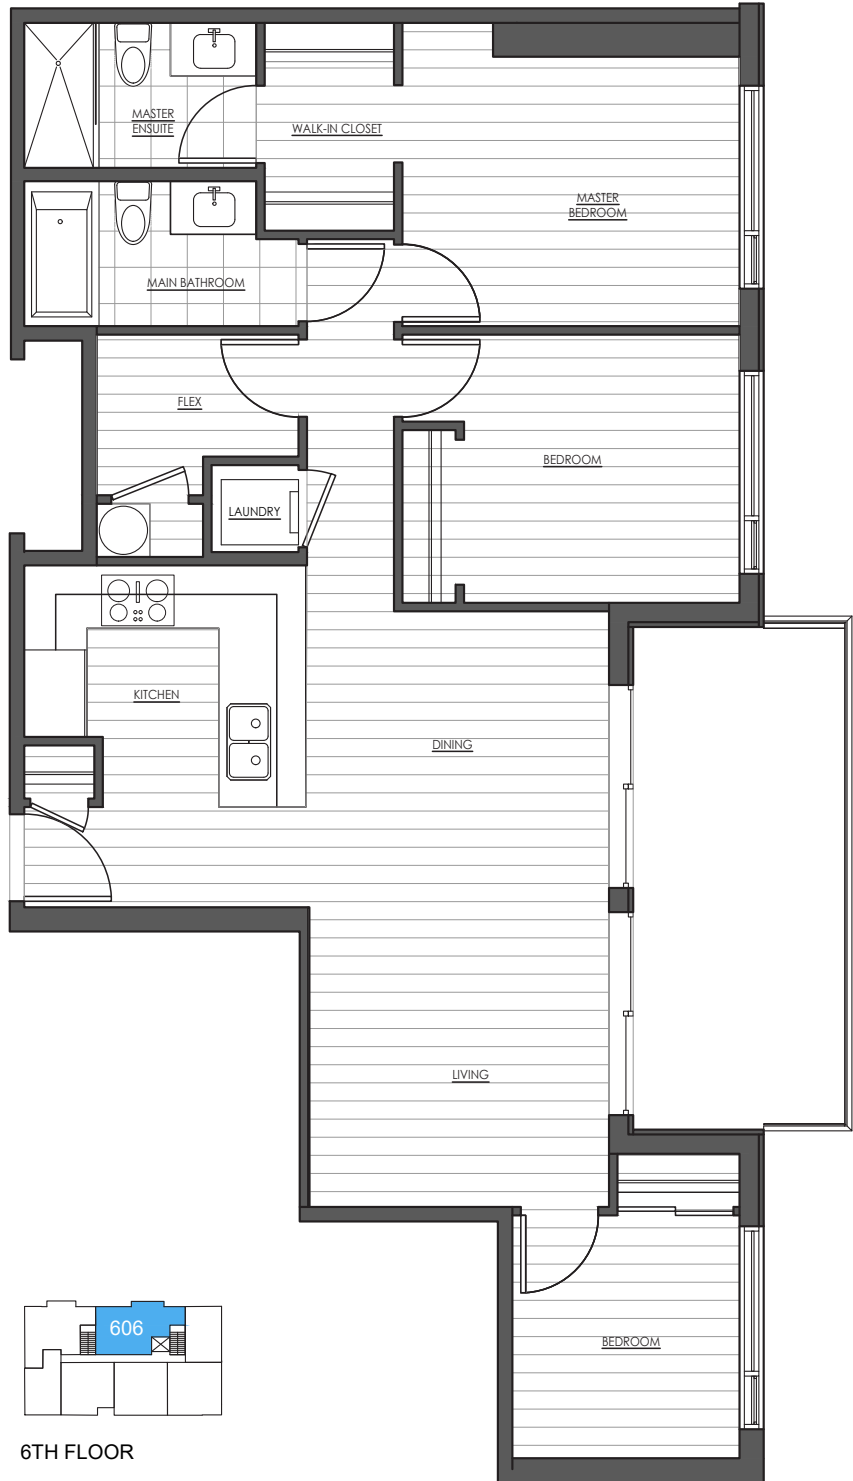 MASTER
ENSUITE
WALK-IN CLOSET
MASTER
BEDROOM
MAIN BATHROOM
FLEX
BEDROOM
LAUNDRY
KITCHEN
DINING
LIVING
BEDROOM
606
6TH FLOOR